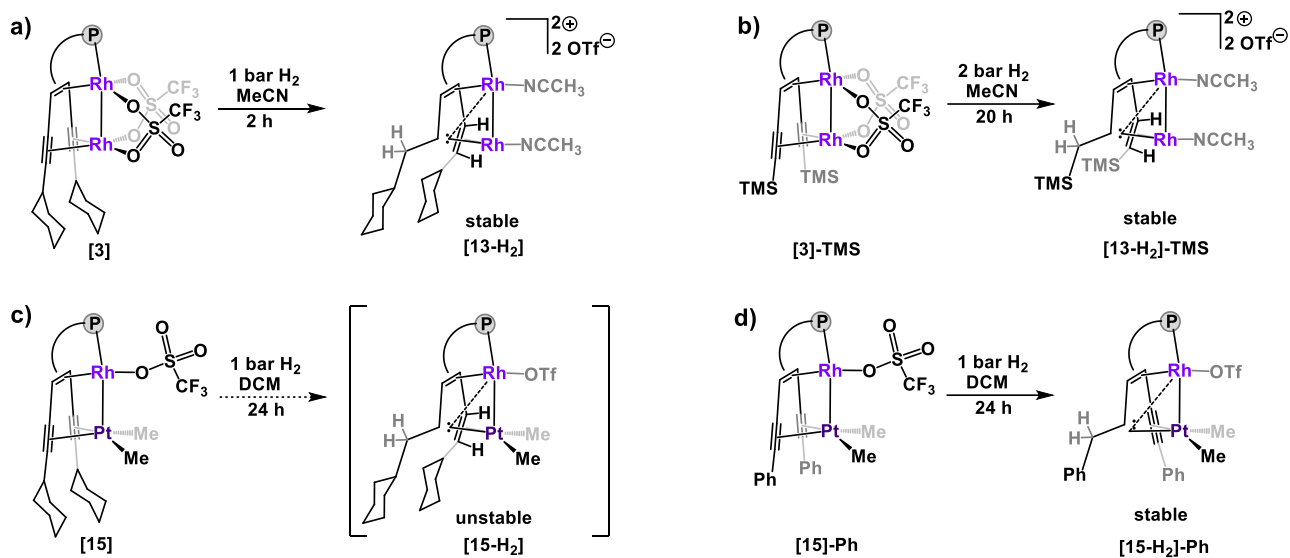 a)
P
Rh
O
CF₃
S
O
O
CF₃
Rh
O
S
O
O
O
1 bar H₂
MeCN
2 h
[3]
P
2⊕
2 OTf⊖
Rh NCCH₃
H
H
Rh NCCH₃
H
H
stable
[13-H₂]
b)
P
Rh
O
CF₃
S
O
O
CF₃
Rh
O
S
O
O
O
TMS
TMS
2 bar H₂
MeCN
20 h
[3]-TMS
P
2⊕
2 OTf⊖
Rh NCCH₃
H
H
Rh NCCH₃
H
H
TMS
TMS
stable
[13-H₂]-TMS
c)
P
O
O
S
Rh
O
CF₃
Pt
Me
Me
1 bar H₂
DCM
24 h
[15]
P
Rh OTf
H
H
H
Pt
Me
H
Me
unstable
[15-H₂]
d)
P
O
O
S
Rh
O
CF₃
Pt
Me
Me
Ph
Ph
1 bar H₂
DCM
24 h
[15]-Ph
P
Rh OTf
H
H
Pt
Me
Me
Ph
Ph
stable
[15-H₂]-Ph